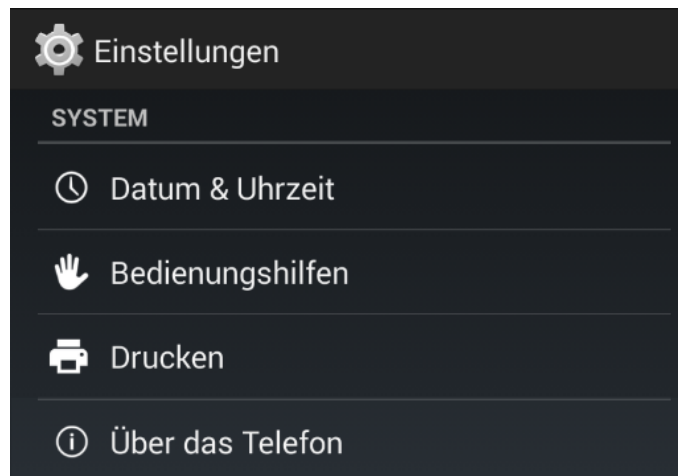 Einstellungen
SYSTEM
Datum & Uhrzeit
Bedienungshilfen
Drucken
Über das Telefon